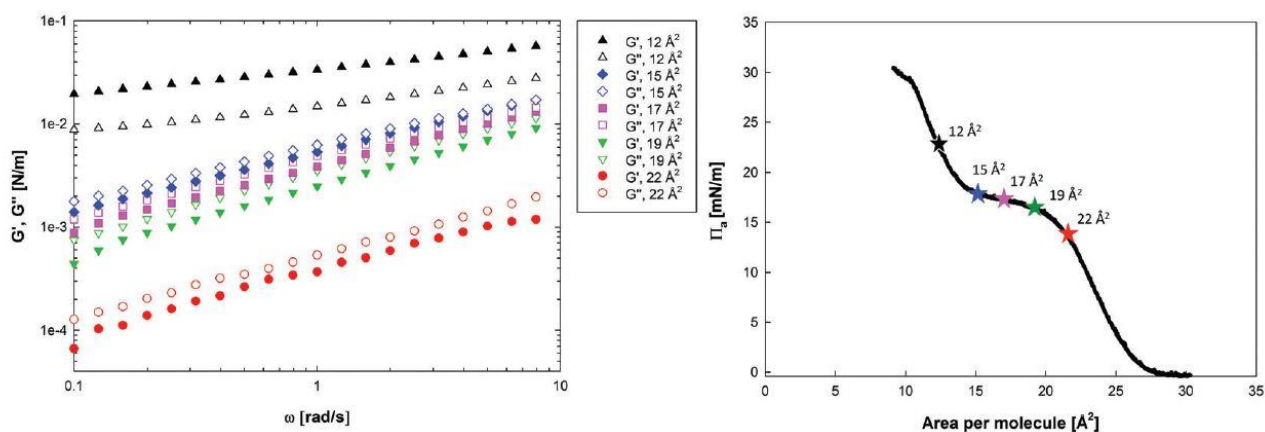 1e-1
1e-2
1e-3
1e-4
G', G'' [N/m]
0.1 1 10
ω [rad/s]
G', 12 Å²
G'', 12 Å²
G', 15 Å²
G'', 15 Å²
G', 17 Å²
G'', 17 Å²
G', 19 Å²
G'', 19 Å²
G', 22 Å²
G'', 22 Å²
35
30
25
20
15
10
5
0
Πa [mN/m]
12 Å²
15 Å²
17 Å²
19 Å²
22 Å²
0 5 10 15 20 25 30 35
Area per molecule [Å²]